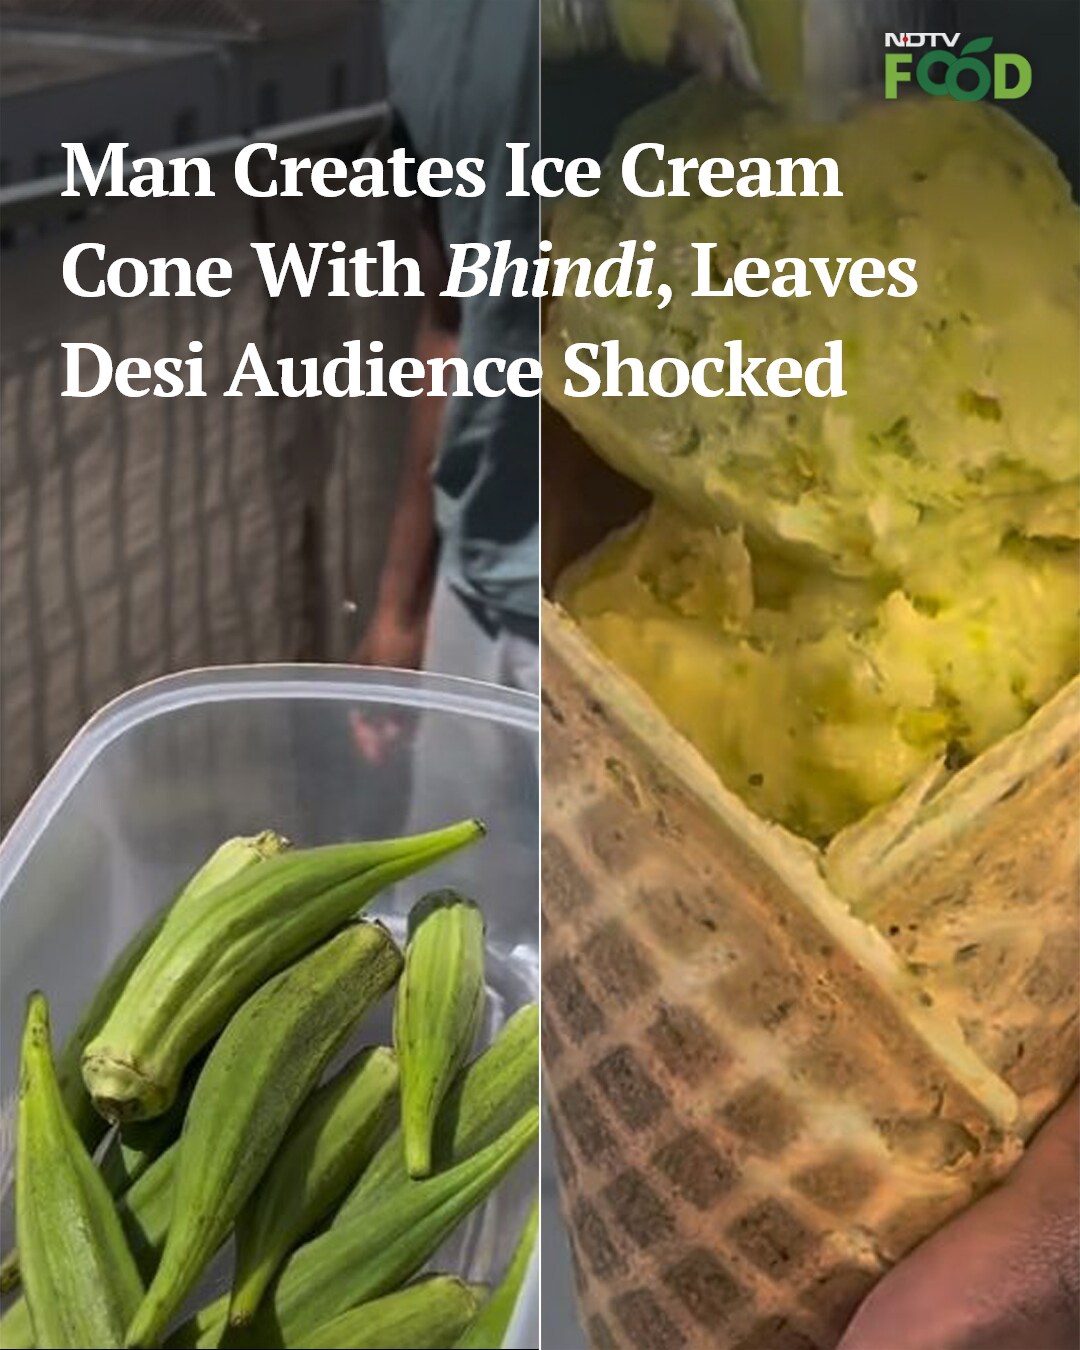 NDTV
FOOD
Man Creates Ice Cream
Cone With Bhindi, Leaves
Desi Audience Shocked